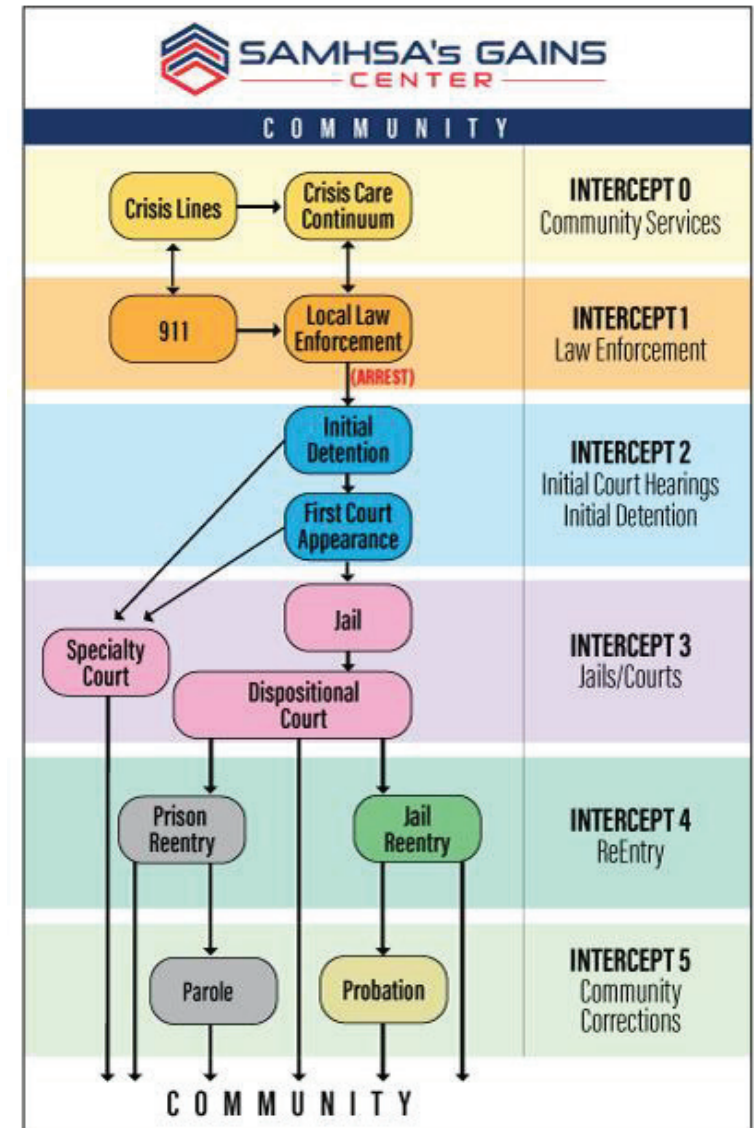 SAMHSA's GAINS
CENTER
COMMUNITY
Crisis Lines
Crisis Care
Continuum
INTERCEPT 0
Community Services
911
Local Law
Enforcement
INTERCEPT 1
Law Enforcement
(ARREST)
Initial
Detention
First Court
Appearance
INTERCEPT 2
Initial Court Hearings
Initial Detention
Jail
Specialty
Court
Dispositional
Court
INTERCEPT 3
Jails/Courts
Prison
Reentry
Jail
Reentry
INTERCEPT 4
ReEntry
Parole
Probation
INTERCEPT 5
Community
Corrections
COMMUNITY